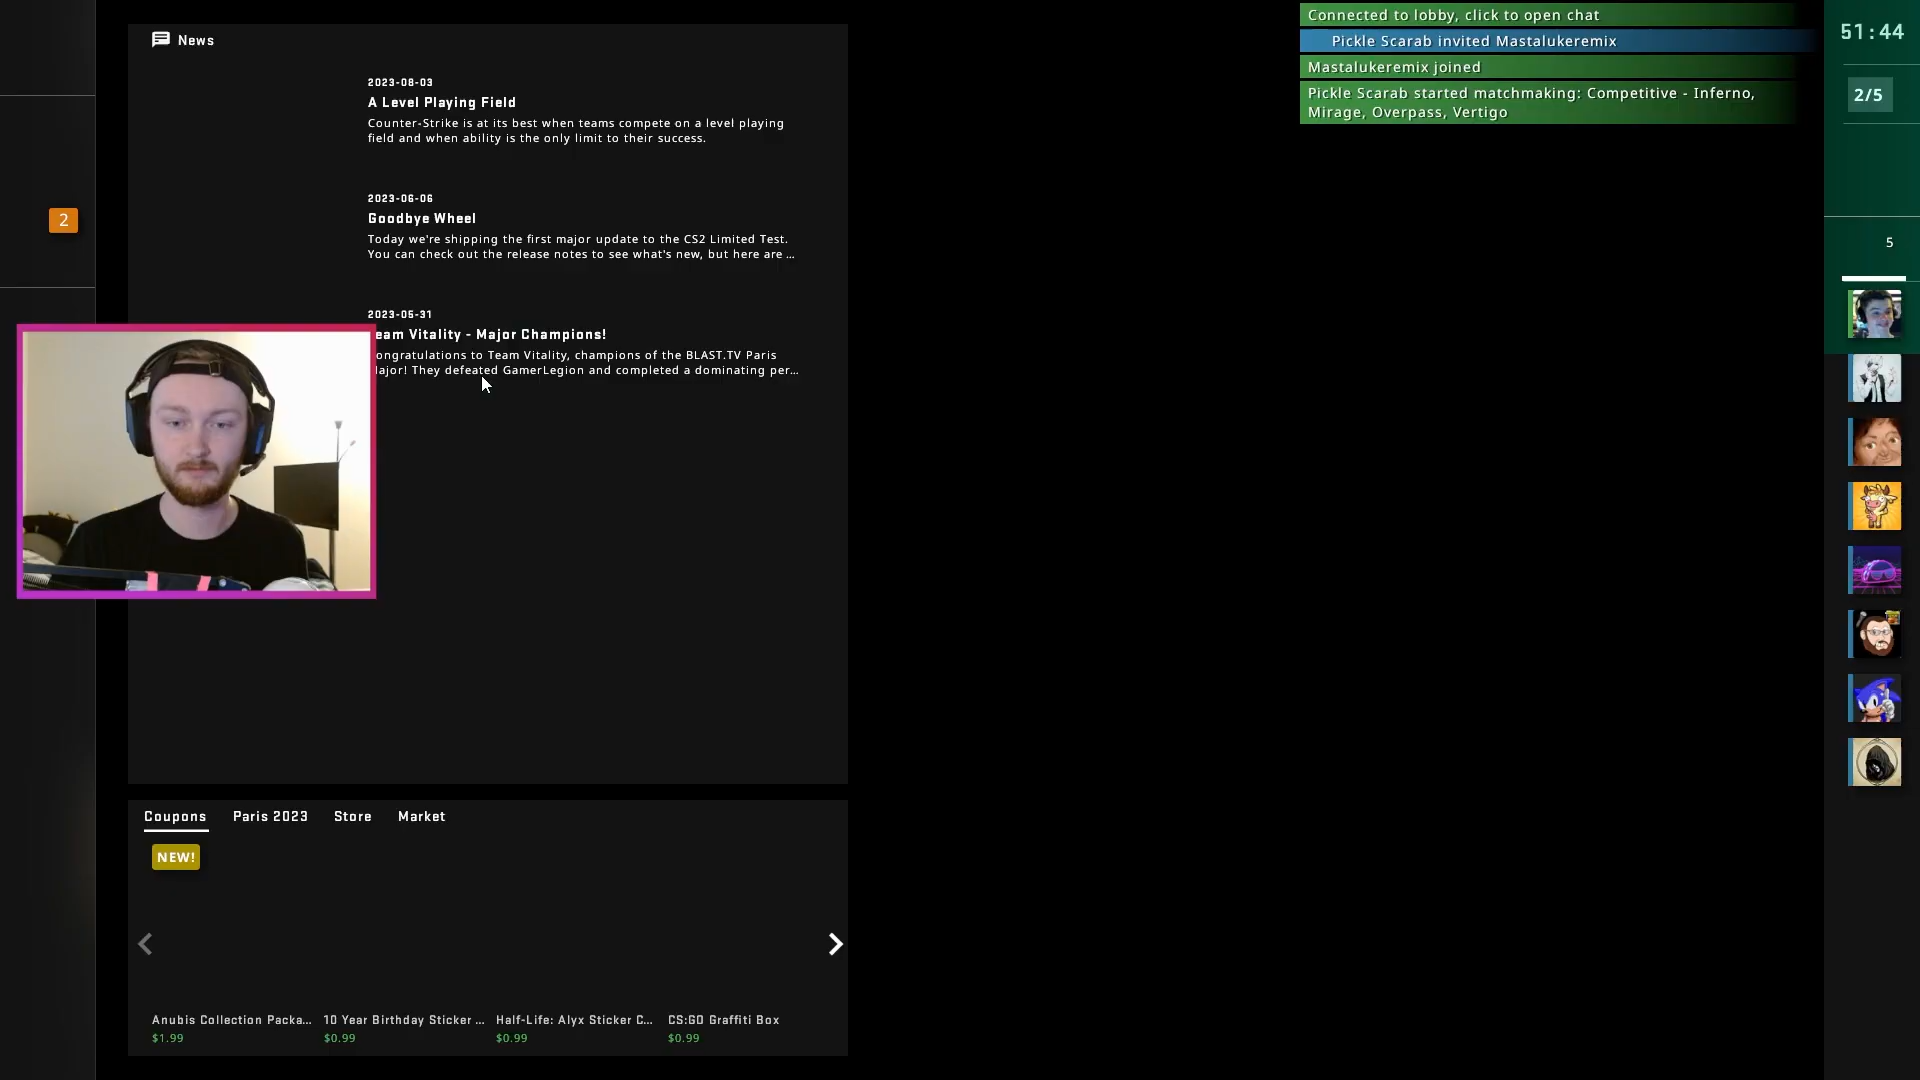 News
2023-08-03
A Level Playing Field
Counter-Strike is at its best when teams compete on a level playing
field and when ability is the only limit to their success.
2023-06-06
Goodbye Wheel
Today we're shipping the first major update to the CS2 Limited Test.
You can check out the release notes to see what's new, but here are ...
2
2023-05-31
eam Vitality - Major Champions!
ongratulations to Team Vitality, champions of the BLAST.TV Paris
ajor! They defeated GamerLegion and completed a dominating per...
Coupons
Paris 2023
Store
Market
NEW!
Anubis Collection Packa...
$1.99
10 Year Birthday Sticker ...
$0.99
Half-Life: Alyx Sticker C...
$0.99
CS:GO Graffiti Box
$0.99
Connected to lobby, click to open chat
Pickle Scarab invited Mastalukeremix
Mastalukeremix joined
Pickle Scarab started matchmaking: Competitive - Inferno,
Mirage, Overpass, Vertigo
51:44
2/5
5